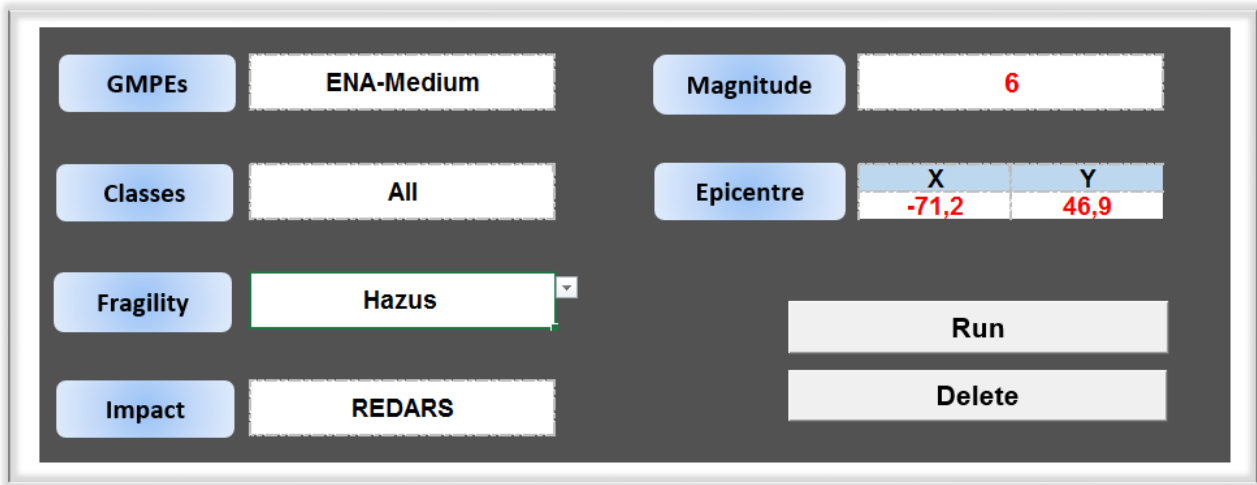 GMPEs ENA-Medium Magnitude 6
Classes All Epicentre X Y
-71,2 46,9
Fragility Hazus
Run
Impact REDARS Delete